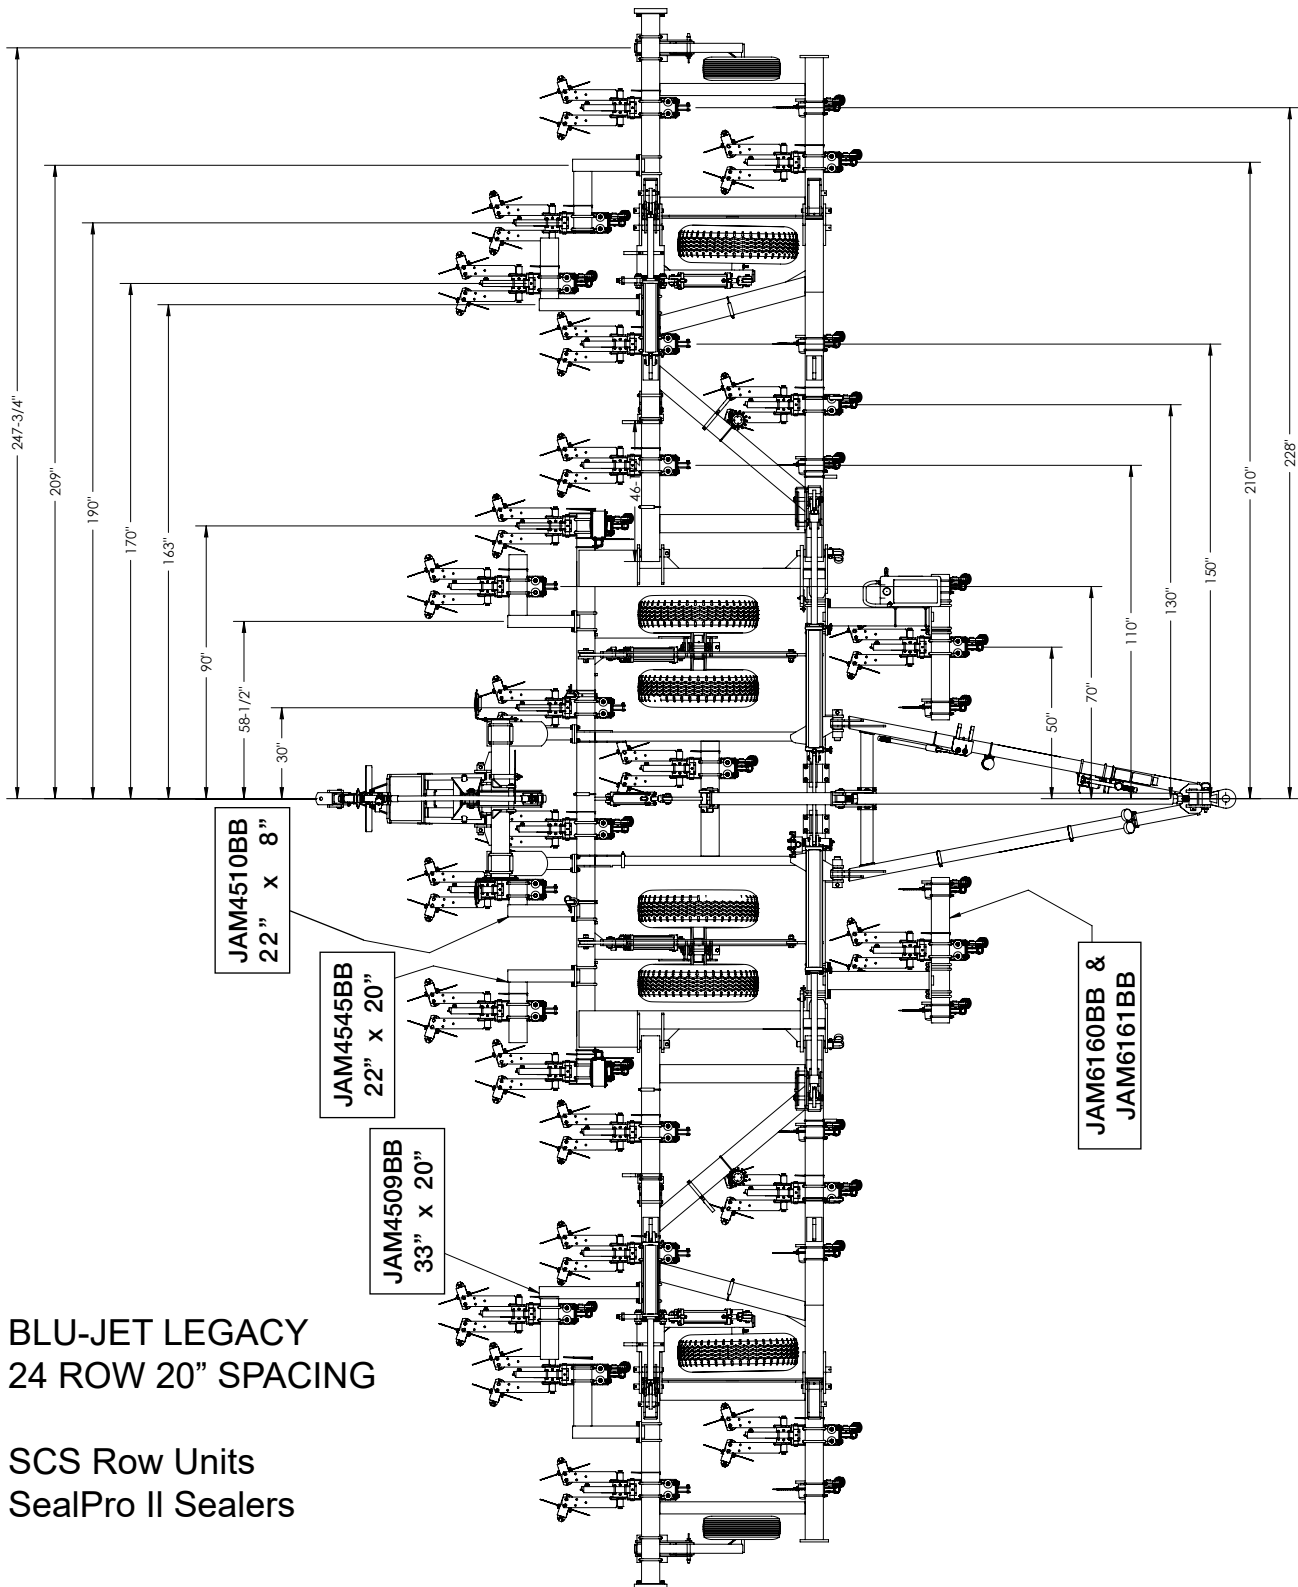 247-3/4"
209"
190"
170"
163"
90"
58-1/2"
30"
46-
228"
210"
150"
130"
110"
70"
50"
JAM4510BB
22” x 8”
JAM4545BB
22” x 20”
JAM4509BB
33” x 20”
JAM6160BB &
JAM6161BB
BLU-JET LEGACY
24 ROW 20” SPACING
SCS Row Units
SealPro II Sealers